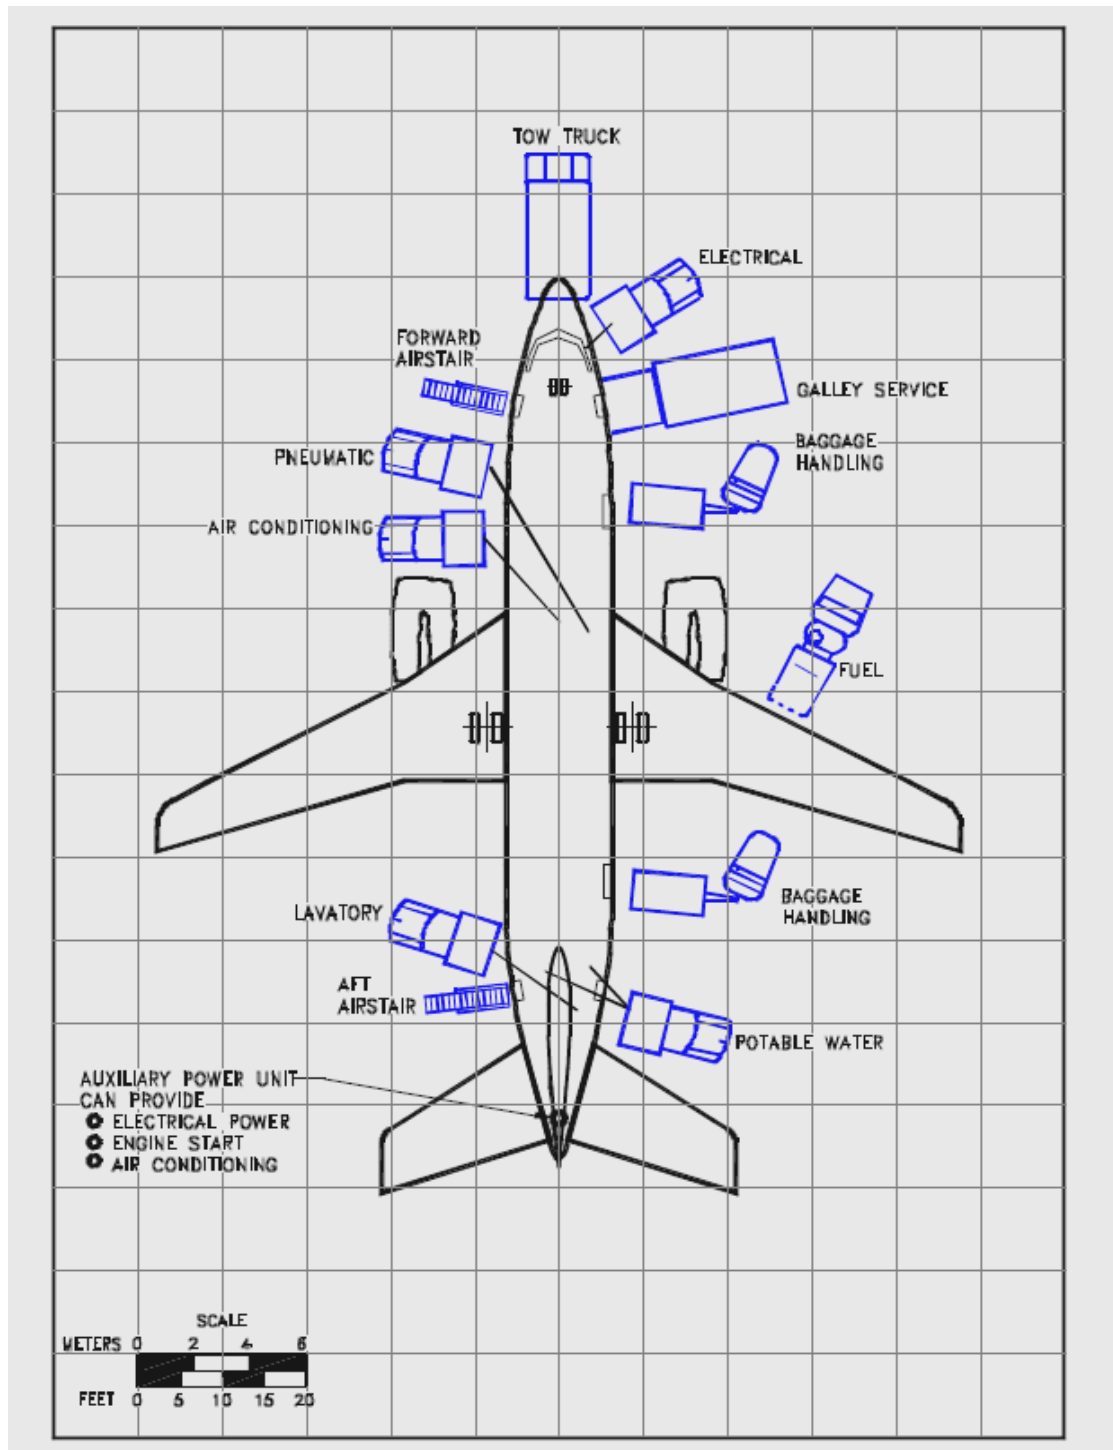 TOW TRUCK
ELECTRICAL
FORWARD
AIRSTAIR
GALLEY SERVICE
BAGGAGE
HANDLING
PNEUMATIC
AIR CONDITIONING
FUEL
LAVATORY
BAGGAGE
HANDLING
AFT
AIRSTAIR
POTABLE WATER
AUXILIARY POWER UNIT
CAN PROVIDE
ELECTRICAL POWER
ENGINE START
AIR CONDITIONING
SCALE
METERS 0 2 4 6
FEET 0 5 10 15 20